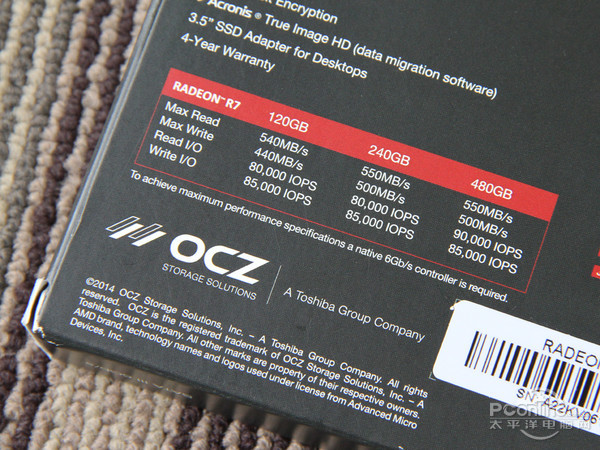 Encryption
Acronis® True Image HD (data migration software)
3.5" SSD Adapter for Desktops
4-Year Warranty
RADEON™ R7 120GB 240GB 480GB
Max Read 540MB/s 550MB/s 550MB/s
Max Write 440MB/s 500MB/s 500MB/s
Read I/O 80,000 IOPS 80,000 IOPS 90,000 IOPS
Write I/O 85,000 IOPS 85,000 IOPS 85,000 IOPS
To achieve maximum performance specifications a native 6Gb/s controller is required.
OCZ
STORAGE SOLUTIONS
A Toshiba Group Company
©2014 OCZ Storage Solutions, Inc. – A Toshiba Group Company. All rights
reserved. OCZ is the registered trademark of OCZ Storage Solutions, Inc. – A
Toshiba Group Company. All other marks are property of their respective owners.
AMD brand, technology names and logos used under license from Advanced Micro
Devices, Inc.
RADEON
SN: A22KV06
PConline
太平洋电脑网